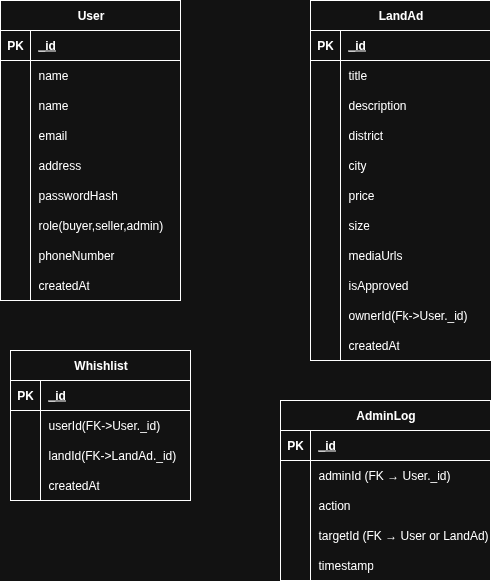 User
PK _id
name
name
email
address
passwordHash
role(buyer,seller,admin)
phoneNumber
createdAt
LandAd
PK _id
title
description
district
city
price
size
mediaUrls
isApproved
ownerId(Fk->User._id)
createdAt
Whishlist
PK _id
userId(FK->User._id)
landId(FK->LandAd._id)
createdAt
AdminLog
PK _id
adminId (FK → User._id)
action
targetId (FK → User or LandAd)
timestamp